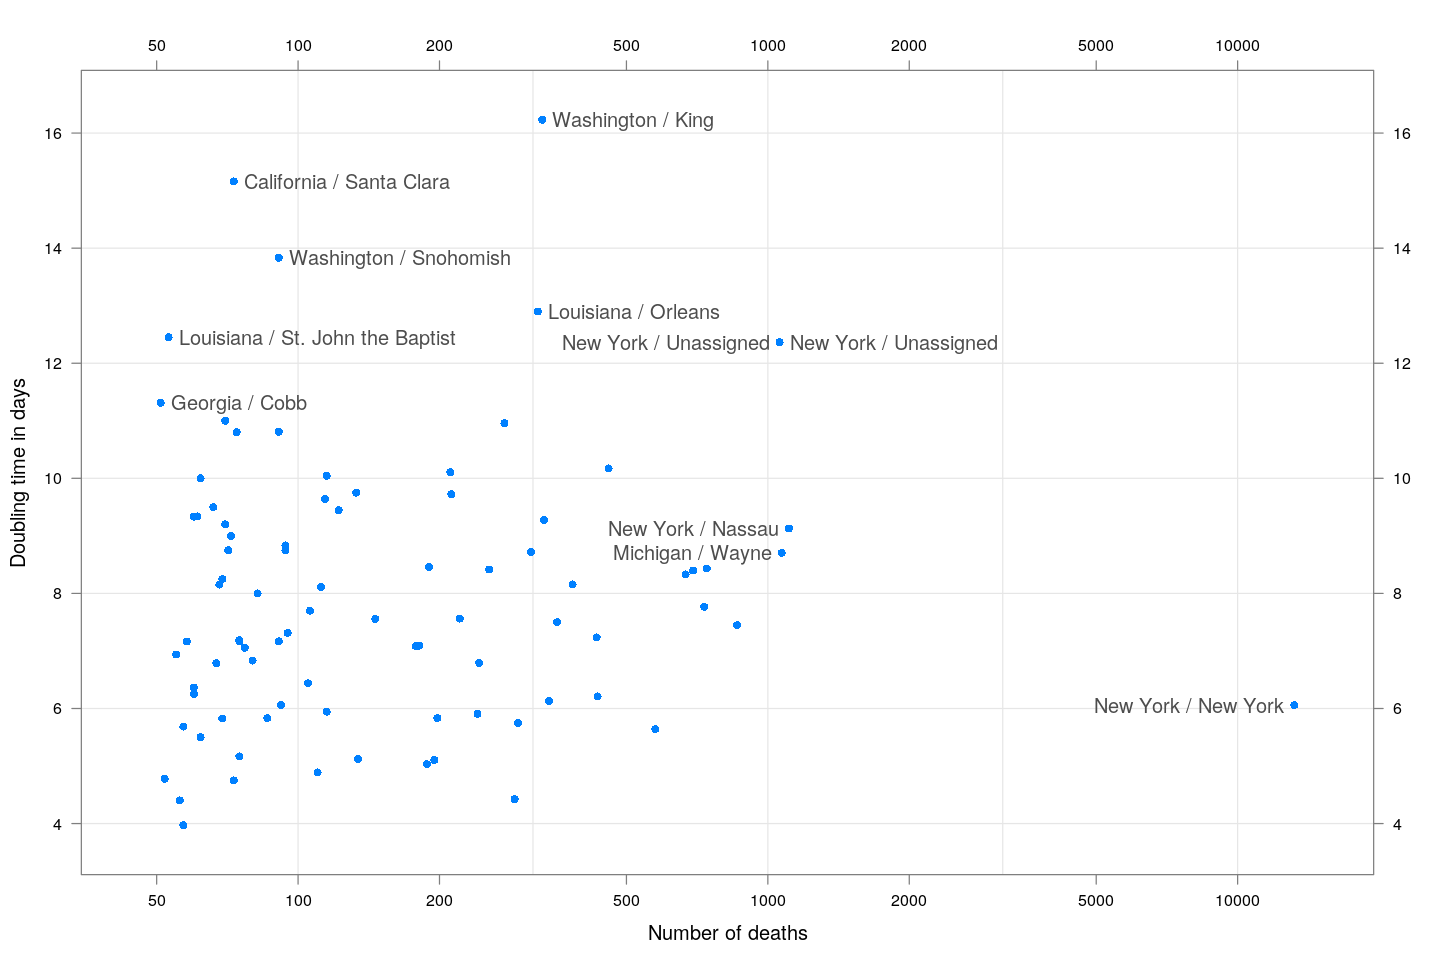 50 100 200 500 1000 2000 5000 10000
Washington / King
16 16
California / Santa Clara
14 14
Washington / Snohomish
Louisiana / Orleans
Louisiana / St. John the Baptist
New York / Unassigned New York / Unassigned
12 12
Georgia / Cobb
10 10
New York / Nassau
Michigan / Wayne
8 8
New York / New York
6 6
4 4
Doubling time in days
50 100 200 500 1000 2000 5000 10000
Number of deaths